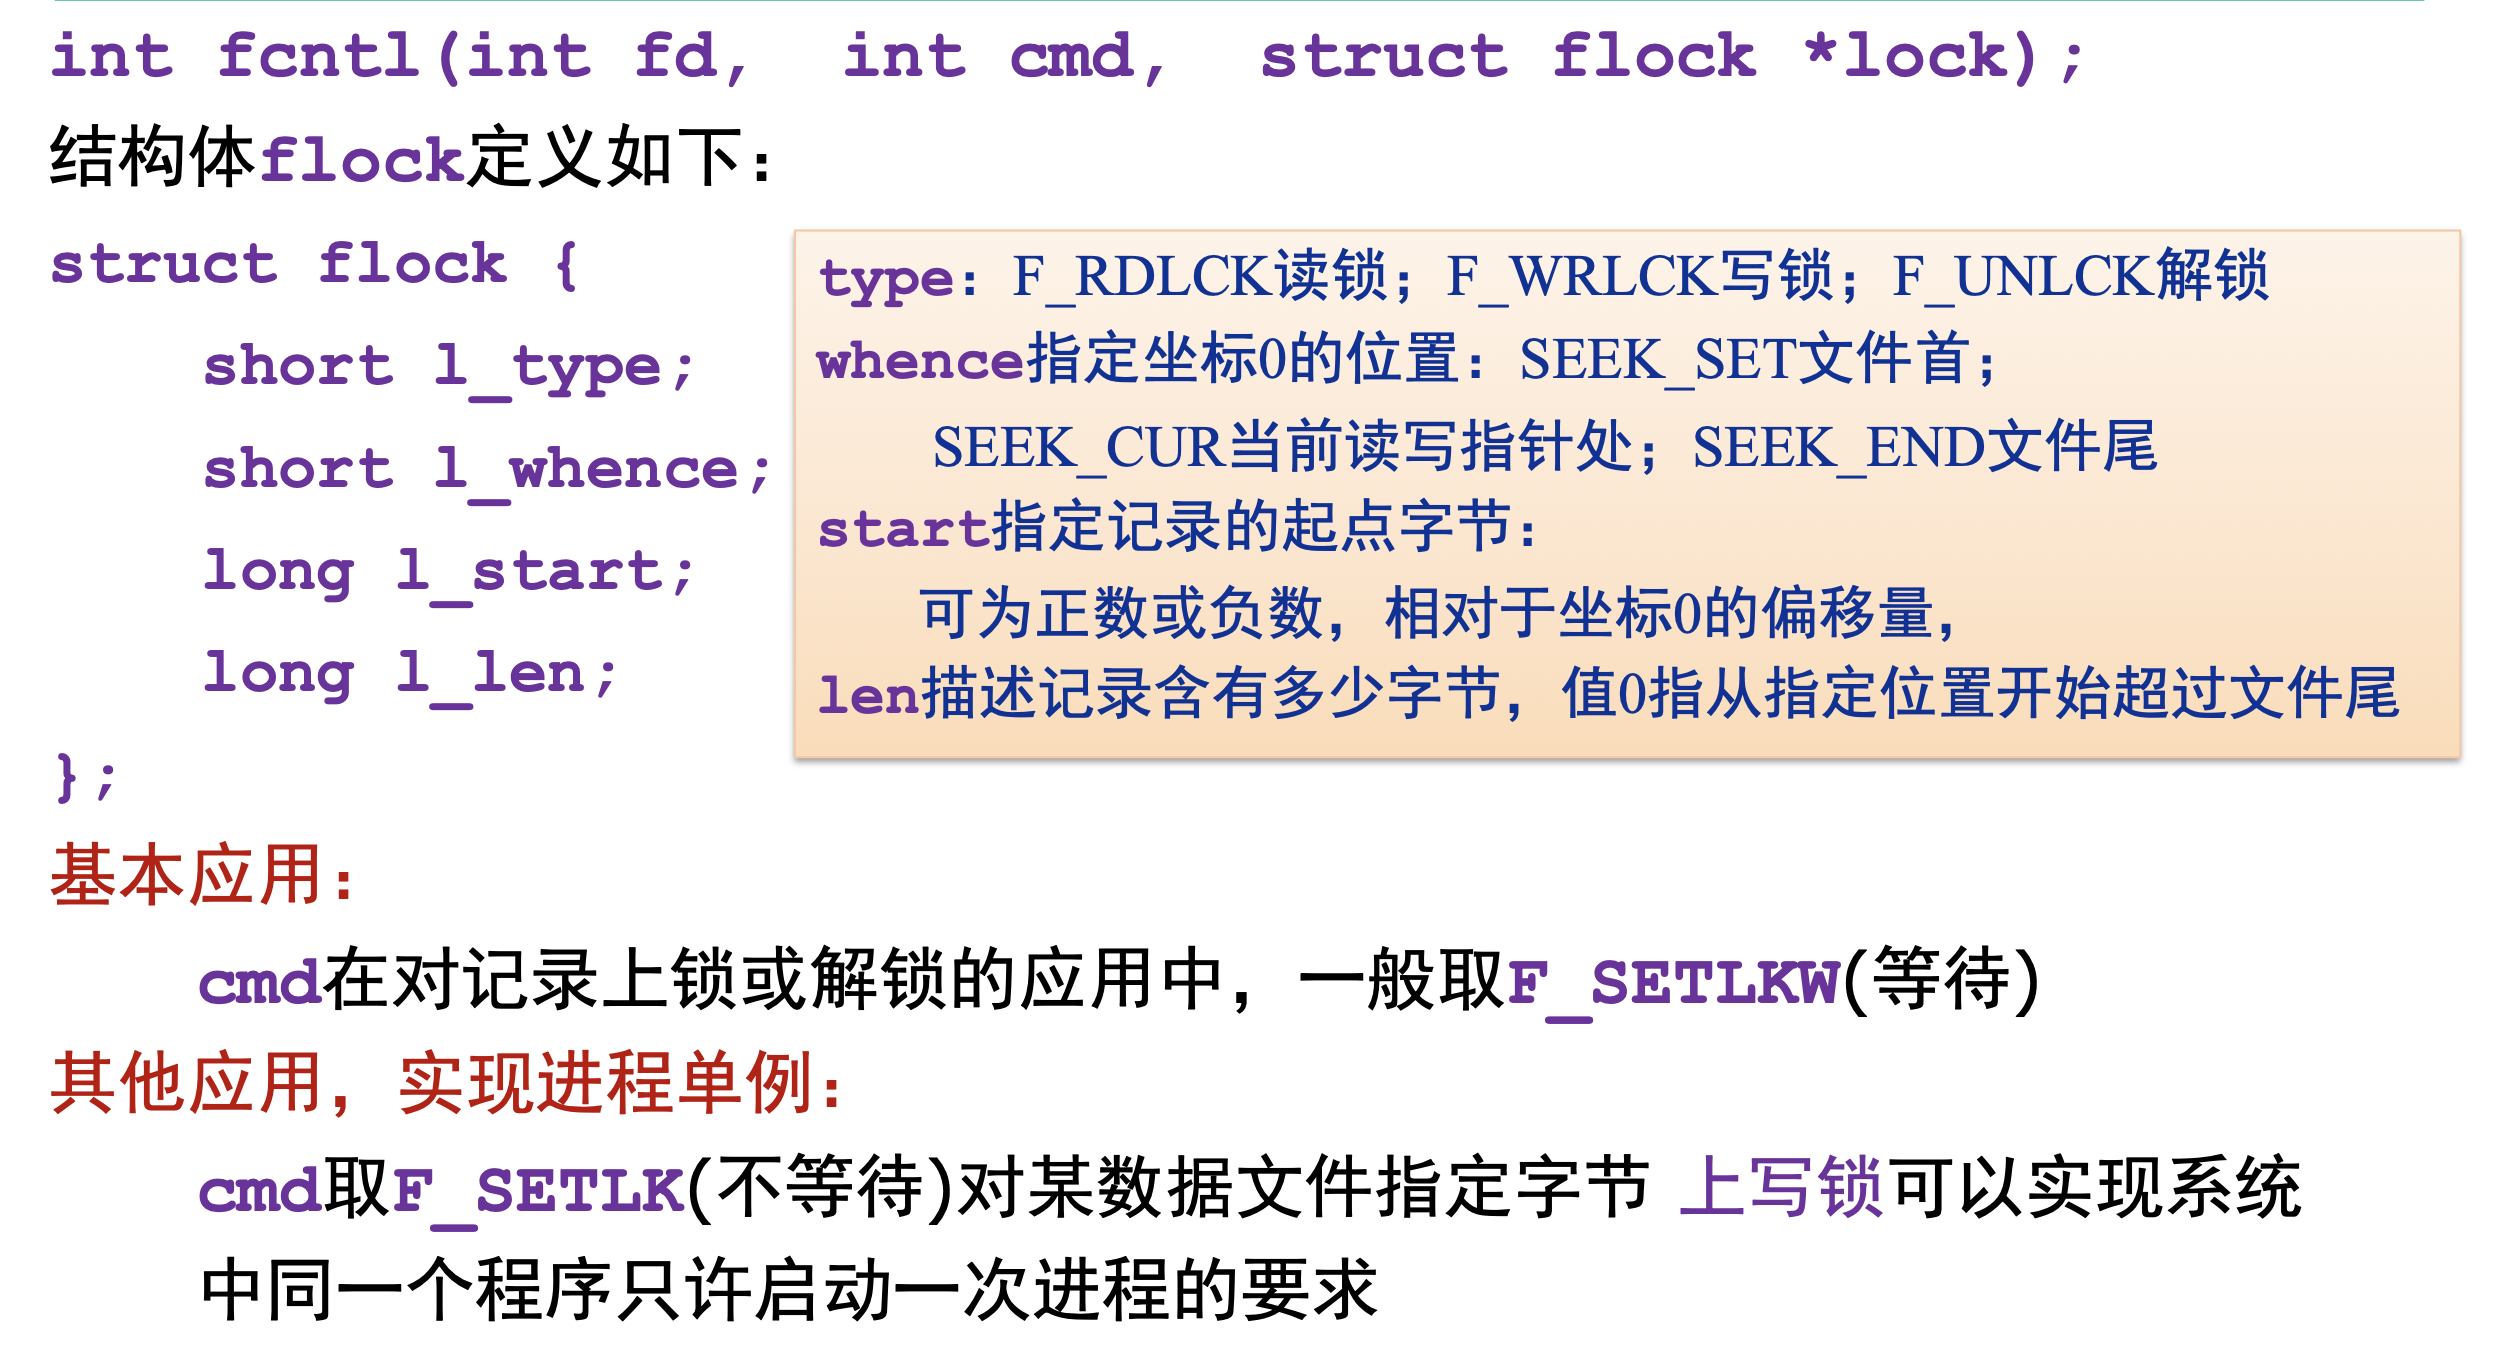 int fcntl(int fd,  int cmd,  struct flock *lock);
结构体flock定义如下:
struct flock {
short l_type;
short l_whence;
long l_start;
long l_len;
};
type: F_RDLCK读锁; F_WRLCK写锁; F_UNLCK解锁
whence指定坐标0的位置: SEEK_SET文件首;
SEEK_CUR当前读写指针处; SEEK_END文件尾
start指定记录的起点字节:
可为正数或负数, 相对于坐标0的偏移量,
len描述记录含有多少字节, 值0指从指定位置开始超过文件尾
基本应用:
cmd在对记录上锁或解锁的应用中, 一般取F_SETLKW(等待)
其他应用, 实现进程单例:
cmd取F_SETLK(不等待)对某数据文件指定字节 上写锁可以实现系统
中同一个程序只许启动一次进程的要求